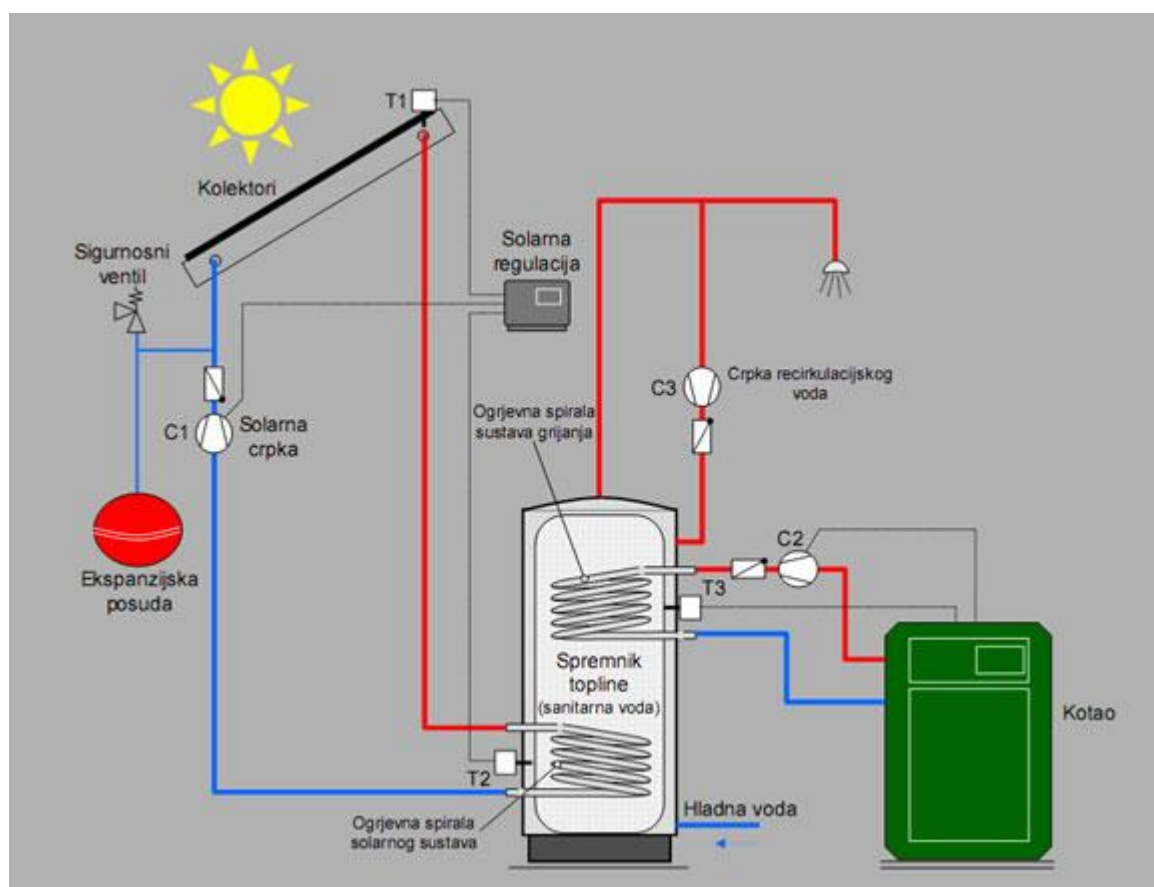 T1
Kolektori
Sigurnosni
ventil
Solarna
regulacija
C3
Crpka recirkulacijskog
voda
Ogrjevna spirala
sustava grijanja
C1
Solarna
crpka
C2
Ekspanzijska
posuda
T3
Spremnik
topline
(sanitarna voda)
Kotao
T2
Hladna voda
Ogrjevna spirala
solarnog sustava